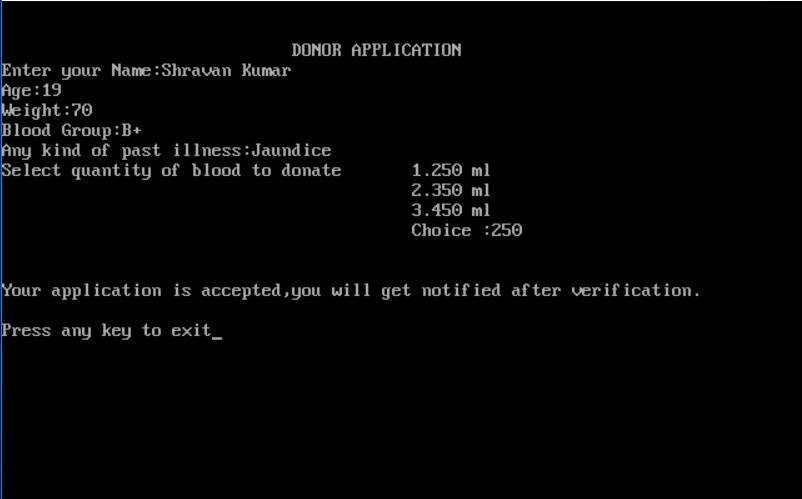 DONOR APPLICATION
Enter your Name:Shravan Kumar
Age:19
Weight:70
Blood Group:B+
Any kind of past illness:Jaundice
Select quantity of blood to donate 1.250 ml
2.350 ml
3.450 ml
Choice :250
Your application is accepted,you will get notified after verification.
Press any key to exit_